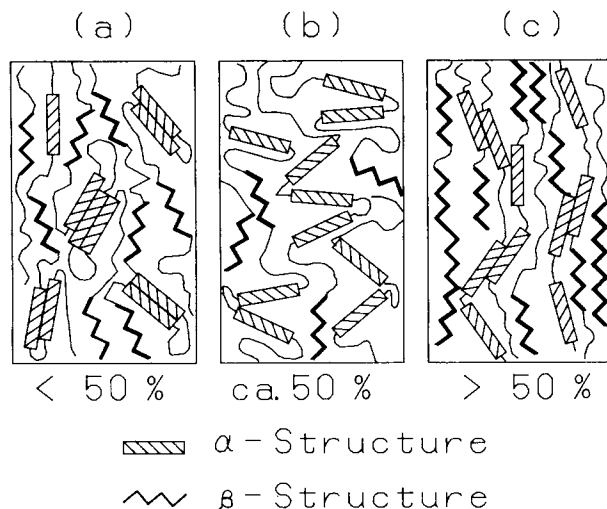 (a) (b) (c)
< 50 % ca. 50 % > 50 %
α-Structure
β-Structure